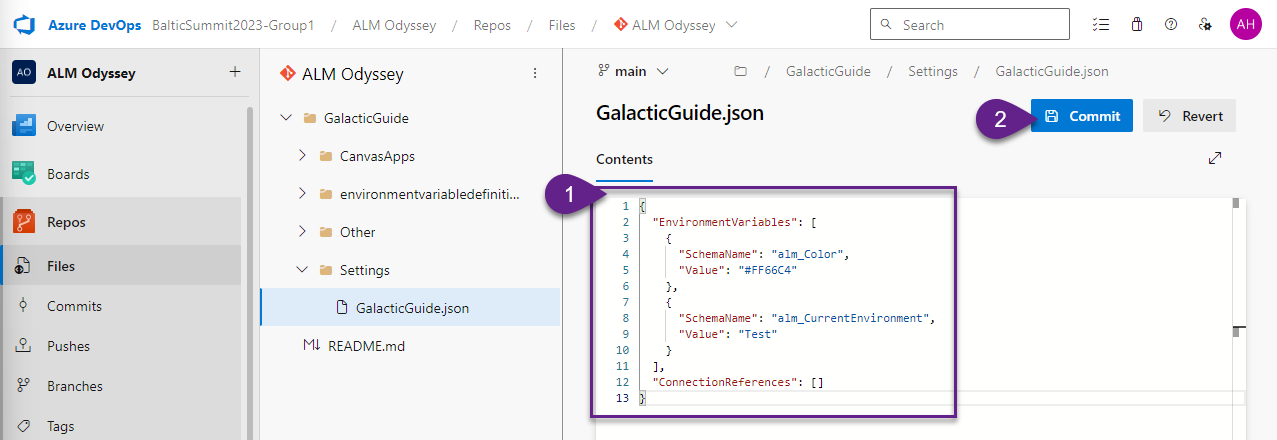 Azure DevOps BalticSummit2023-Group1 / ALM Odyssey / Repos / Files / ALM Odyssey Search AH
AO ALM Odyssey +
Overview
Boards
Repos
Files
Commits
Pushes
Branches
Tags
ALM Odyssey
GalacticGuide
CanvasApps
environmentvariabledefiniti...
Other
Settings
GalacticGuide.json
README.md
main / GalacticGuide / Settings / GalacticGuide.json
GalacticGuide.json
2 Commit Revert
Contents
1
1 {
2 "EnvironmentVariables": [
3 {
4 "SchemaName": "alm_Color",
5 "Value": "#FF66C4"
6 },
7 {
8 "SchemaName": "alm_CurrentEnvironment",
9 "Value": "Test"
10 }
11 ],
12 "ConnectionReferences": []
13 }